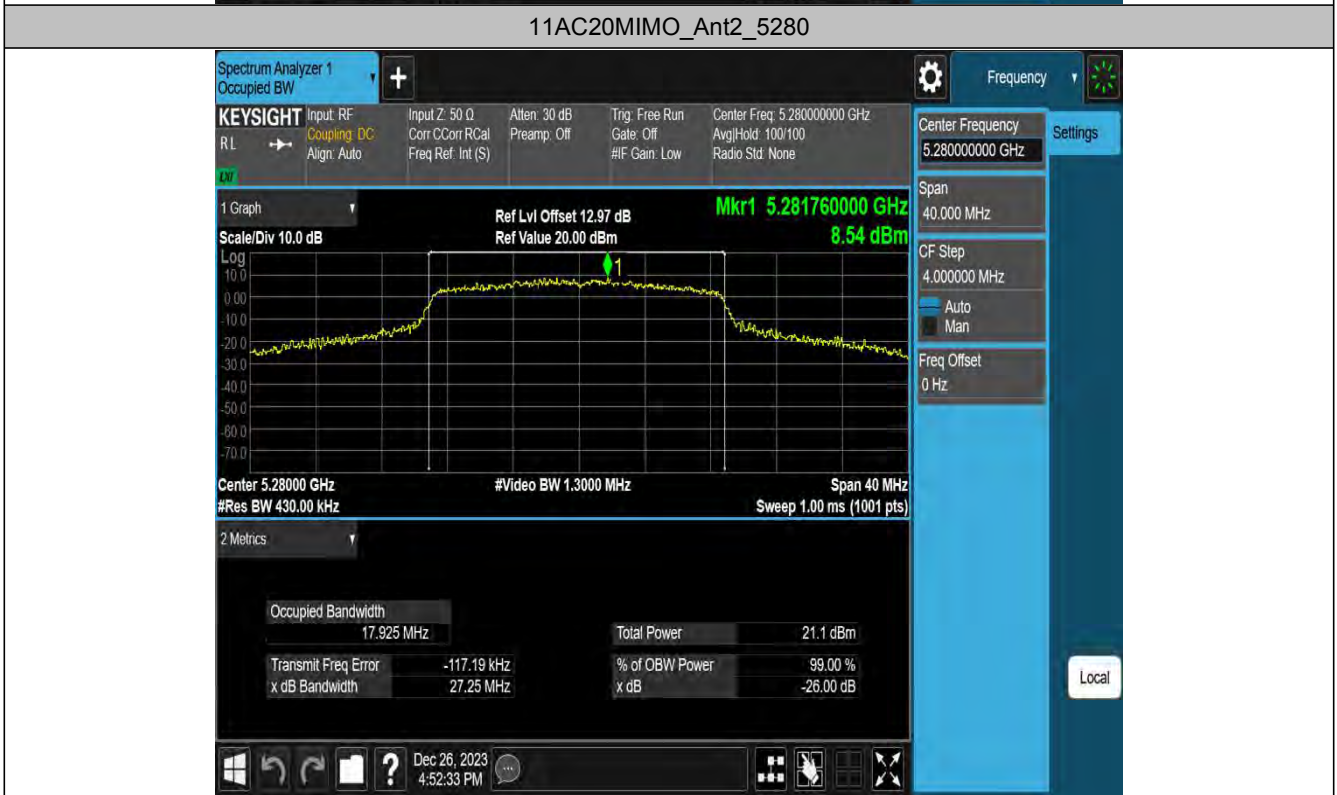 11AC20MIMO_Ant2_5280
Spectrum Analyzer 1
Occupied BW
+
Frequency
KEYSIGHT
RL
LXI
Input: RF
Coupling: DC
Align: Auto
Input Z: 50 Ω
Corr CCorr RCal
Freq Ref: Int (S)
Atten: 30 dB
Preamp: Off
Trig: Free Run
Gate: Off
#IF Gain: Low
Center Freq: 5.280000000 GHz
Avg|Hold: 100/100
Radio Std: None
Center Frequency
5.280000000 GHz
Settings
Span
40.000 MHz
CF Step
4.000000 MHz
Auto
Man
Freq Offset
0 Hz
Local
1 Graph
Scale/Div 10.0 dB
Ref Lvl Offset 12.97 dB
Ref Value 20.00 dBm
Mkr1 5.281760000 GHz
8.54 dBm
Log
1
10.0
0.00
-10.0
-20.0
-30.0
-40.0
-50.0
-60.0
-70.0
Center 5.28000 GHz
#Video BW 1.3000 MHz
Span 40 MHz
#Res BW 430.00 kHz
Sweep 1.00 ms (1001 pts)
2 Metrics
Occupied Bandwidth
17.925 MHz
Total Power 21.1 dBm
Transmit Freq Error -117.19 kHz
% of OBW Power 99.00 %
x dB Bandwidth 27.25 MHz
x dB -26.00 dB
?
Dec 26, 2023
4:52:33 PM